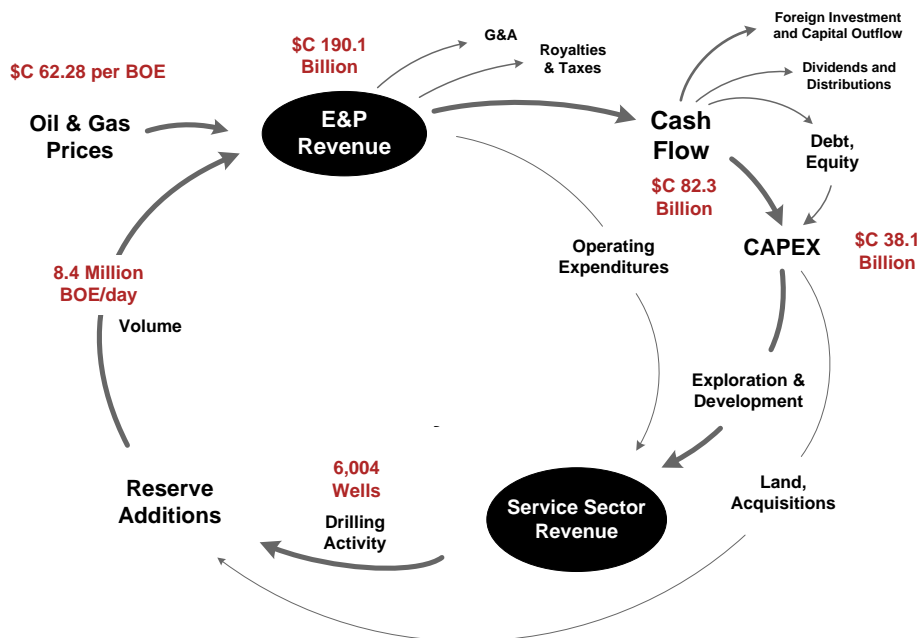 Foreign Investment
and Capital Outflow
$C 190.1
Billion
G&A
Royalties
& Taxes
Dividends and
Distributions
$C 62.28 per BOE
Oil & Gas
Prices
E&P
Revenue
Cash
Flow
Debt,
Equity
$C 82.3
Billion
CAPEX
$C 38.1
Billion
Operating
Expenditures
8.4 Million
BOE/day
Volume
Exploration &
Development
Reserve
Additions
6,004
Wells
Drilling
Activity
Service Sector
Revenue
Land,
Acquisitions